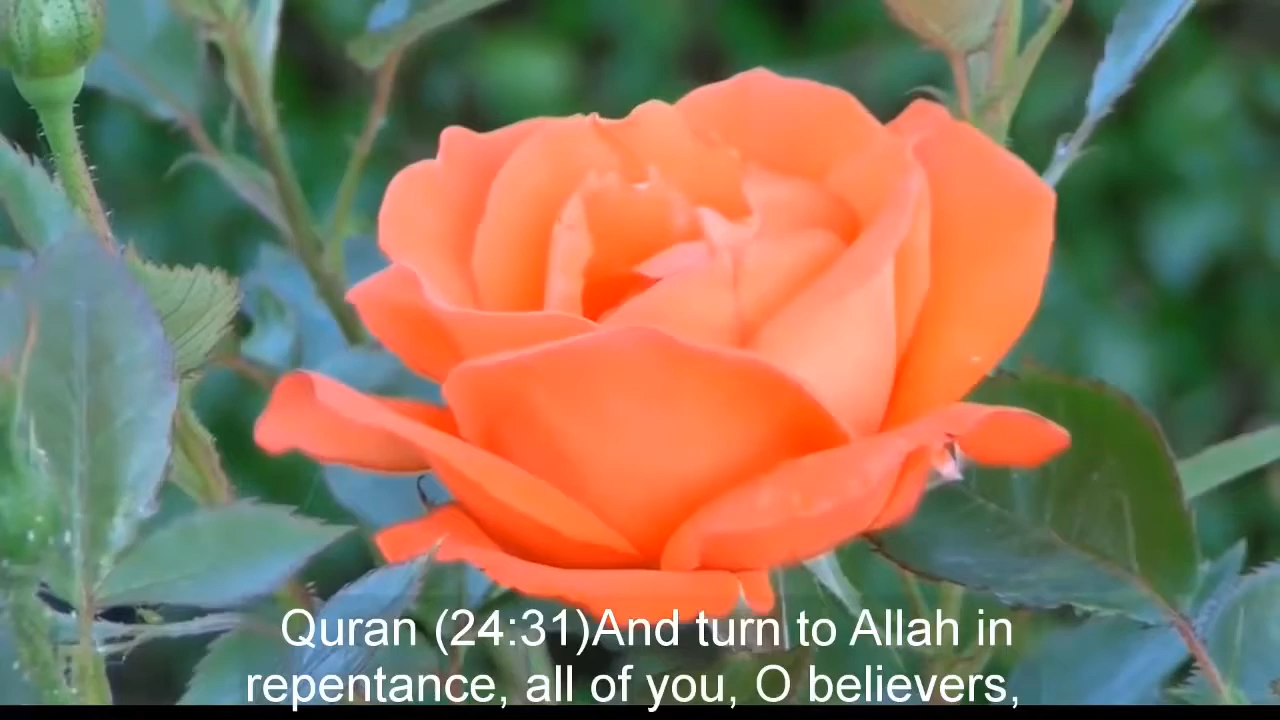 Quran (24:31)And turn to Allah in
repentance, all of you, O believers,